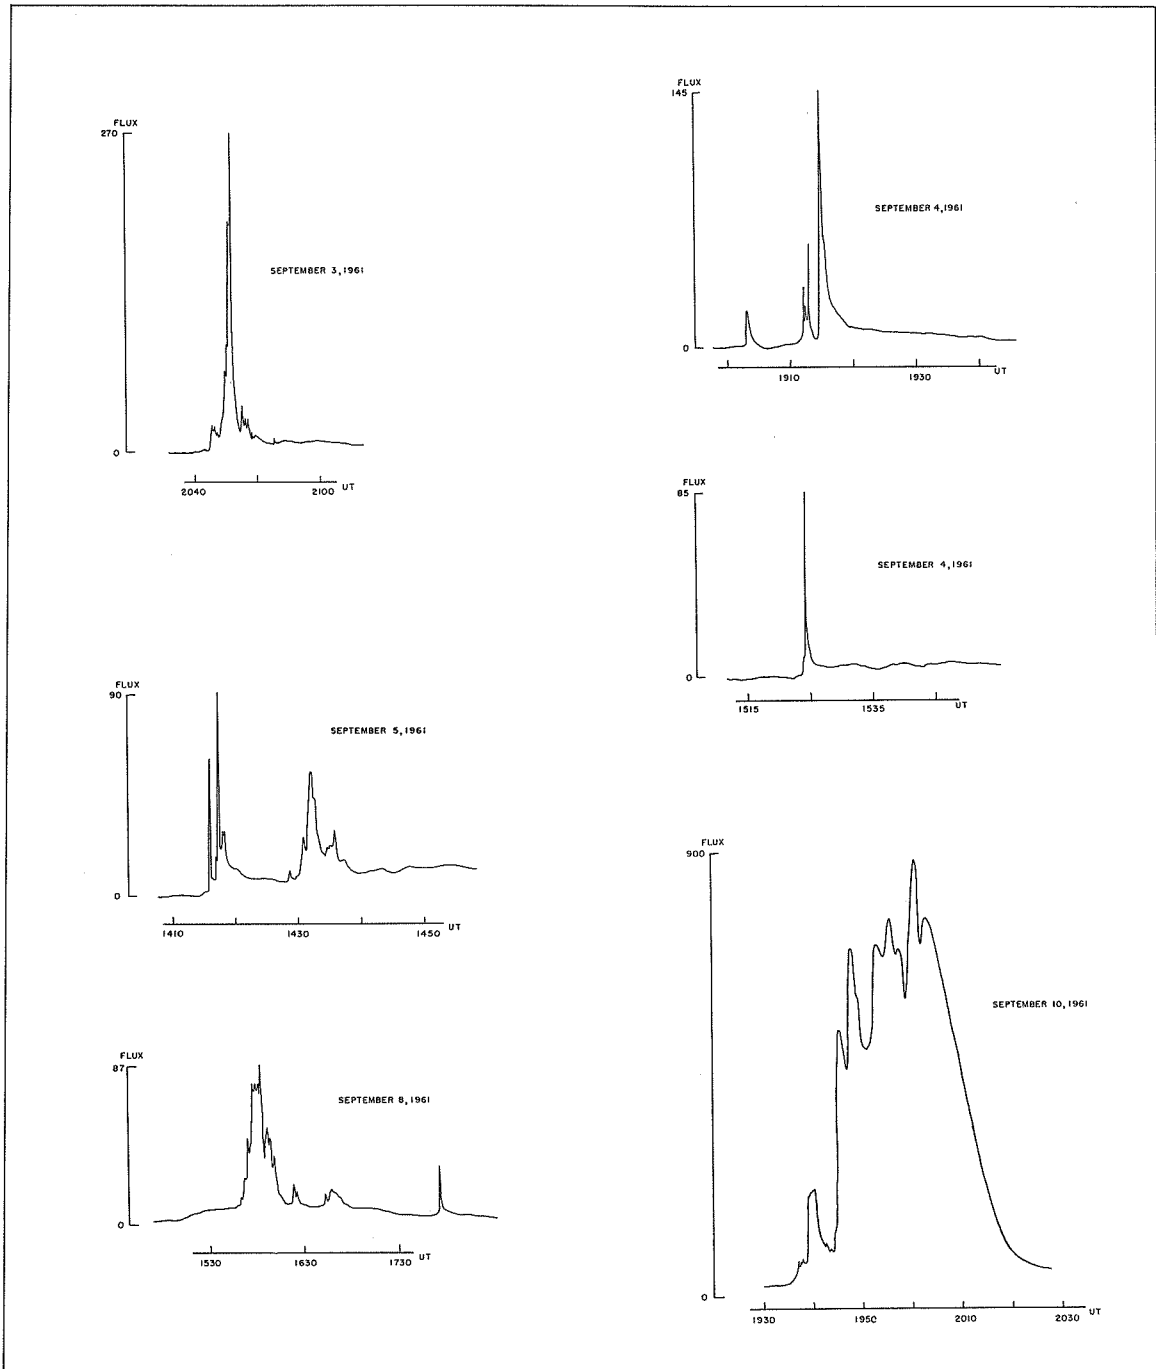 FLUX
270
SEPTEMBER 3, 1961
0
2040 2100 UT
FLUX
145
SEPTEMBER 4, 1961
0
1910 1930 UT
FLUX
85
SEPTEMBER 4, 1961
0
1515 1535 UT
FLUX
90
SEPTEMBER 5, 1961
0
1410 1430 1450 UT
FLUX
87
SEPTEMBER 8, 1961
0
1530 1630 1730 UT
FLUX
900
SEPTEMBER 10, 1961
0
1930 1950 2010 2030 UT